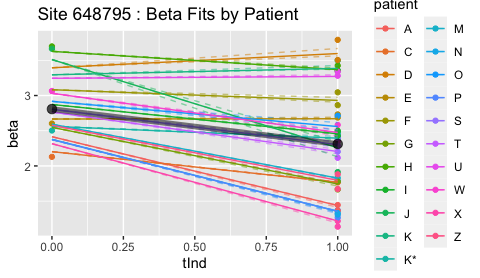 Site 648795 : Beta Fits by Patient
beta
3
2
0.00 0.25 0.50 0.75 1.00
tInd
patient
A
C
D
E
F
G
H
I
J
K
K*
M
N
O
P
S
T
U
W
X
Z